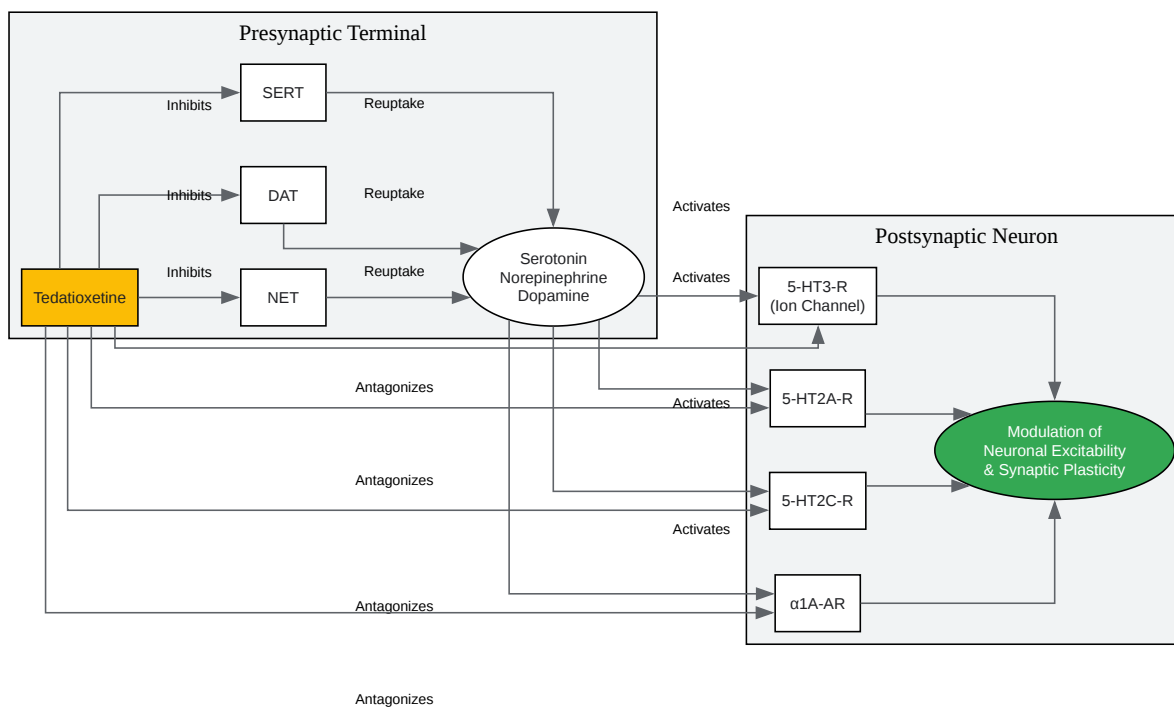 Presynaptic Terminal
SERT
Inhibits
Reuptake
DAT
Inhibits
Reuptake
Activates
Postsynaptic Neuron
Tedatioxetine
Inhibits
NET
Reuptake
Serotonin
Norepinephrine
Dopamine
Activates
5-HT3-R
(Ion Channel)
Antagonizes
Activates
5-HT2A-R
Modulation of
Neuronal Excitability
& Synaptic Plasticity
Antagonizes
5-HT2C-R
Activates
Antagonizes
α1A-AR
Antagonizes